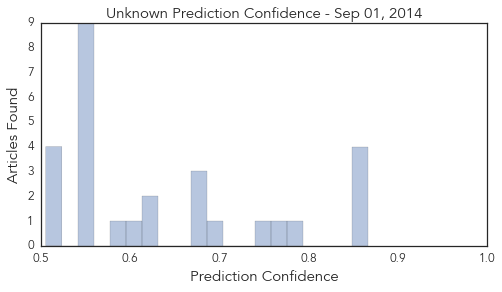 Unknown Prediction Confidence - Sep 01, 2014
Articles Found
9
8
7
6
5
4
3
2
1
0
0.5 0.6 0.7 0.8 0.9 1.0
Prediction Confidence